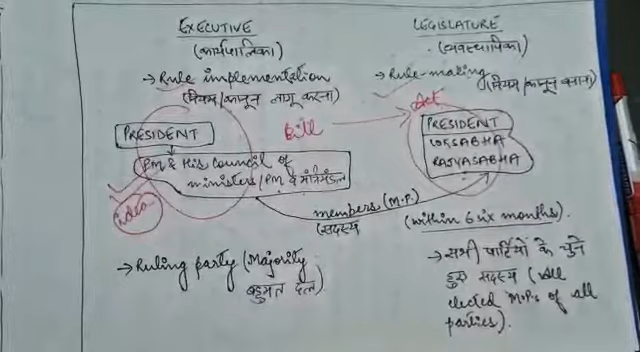 EXECUTIVE
(कार्यपालिका)
→ Rule implementation
(नियम/कानून लागू करना)
PRESIDENT
PM & His Council of
ministers/PM व मंत्रिमंडल
idea
Bill
→ Ruling party (Majority
बहुमत दल)
LEGISLATURE
(व्यवस्थापिका)
→ Rule-making
(नियम/कानून बनाना)
Act
PRESIDENT
LOKSABHA
RAJYASABHA
members (M.P.)
सदस्य
(within 6 six months).
→ सभी पार्टियों के चुने
हुए सदस्य (All
elected M.P.s of all
parties).